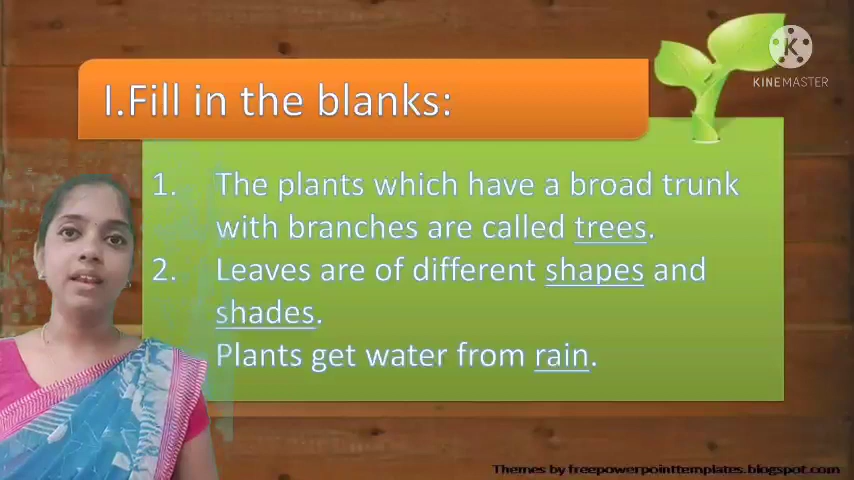 KINEMASTER
I.Fill in the blanks:
1. The plants which have a broad trunk
with branches are called trees.
2. Leaves are of different shapes and
shades.
Plants get water from rain.
Themes by freepowerpointtemplates.blogspot.com